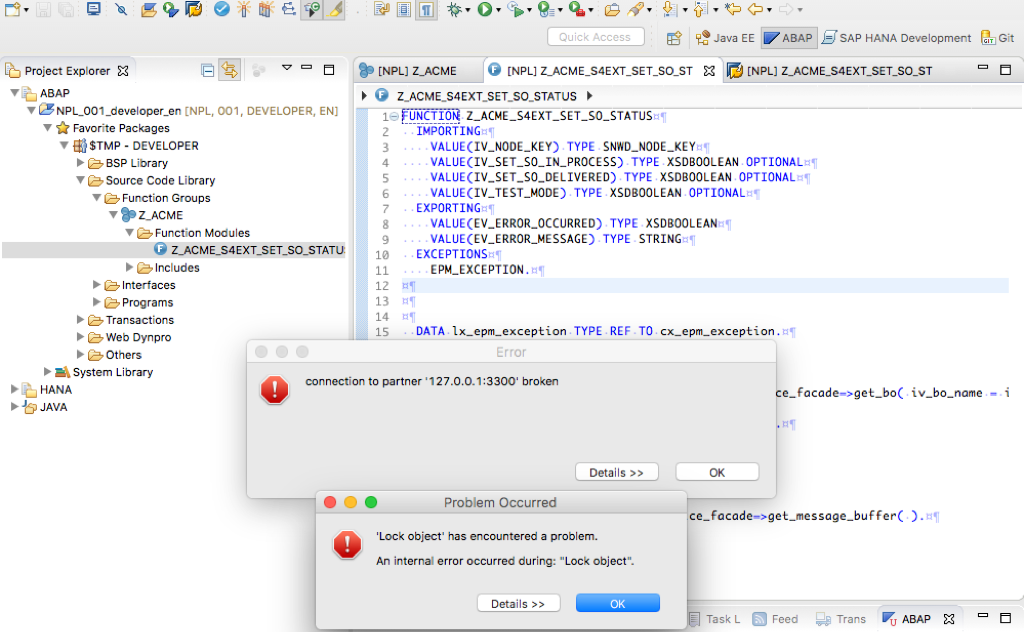 Quick Access
Java EE
ABAP
SAP HANA Development
Git
Project Explorer
[NPL] Z_ACME
[NPL] Z_ACME_S4EXT_SET_SO_ST
[NPL] Z_ACME_S4EXT_SET_SO_ST
ABAP
NPL_001_developer_en [NPL, 001, DEVELOPER, EN]
Favorite Packages
$TMP - DEVELOPER
BSP Library
Source Code Library
Function Groups
Z_ACME
Function Modules
Z_ACME_S4EXT_SET_SO_STATU
Includes
Interfaces
Programs
Transactions
Web Dynpro
Others
System Library
HANA
JAVA
Z_ACME_S4EXT_SET_SO_STATUS
1 FUNCTION Z_ACME_S4EXT_SET_SO_STATUS¤¶
2 ··IMPORTING¤¶
3 ····VALUE(IV_NODE_KEY)·TYPE·SNWD_NODE_KEY¤¶
4 ····VALUE(IV_SET_SO_IN_PROCESS)·TYPE·XSDBOOLEAN·OPTIONAL¤¶
5 ····VALUE(IV_SET_SO_DELIVERED)·TYPE·XSDBOOLEAN·OPTIONAL¤¶
6 ····VALUE(IV_TEST_MODE)·TYPE·XSDBOOLEAN·OPTIONAL¤¶
7 ··EXPORTING¤¶
8 ····VALUE(EV_ERROR_OCCURRED)·TYPE·XSDBOOLEAN¤¶
9 ····VALUE(EV_ERROR_MESSAGE)·TYPE·STRING¤¶
10 ··EXCEPTIONS¤¶
11 ····EPM_EXCEPTION.¤¶
12 ¤¶
13 ¤¶
14 ¤¶
15 ··DATA·lx_epm_exception·TYPE·REF·TO·cx_epm_exception.¤¶
ce_facade=>get_bo(·iv_bo_name·=·i
.¤¶
ce_facade=>get_message_buffer(·).¤¶
Error
connection to partner '127.0.0.1:3300' broken
Details >>
OK
Problem Occurred
'Lock object' has encountered a problem.
An internal error occurred during: "Lock object".
Details >>
OK
Task L
Feed
Trans
ABAP